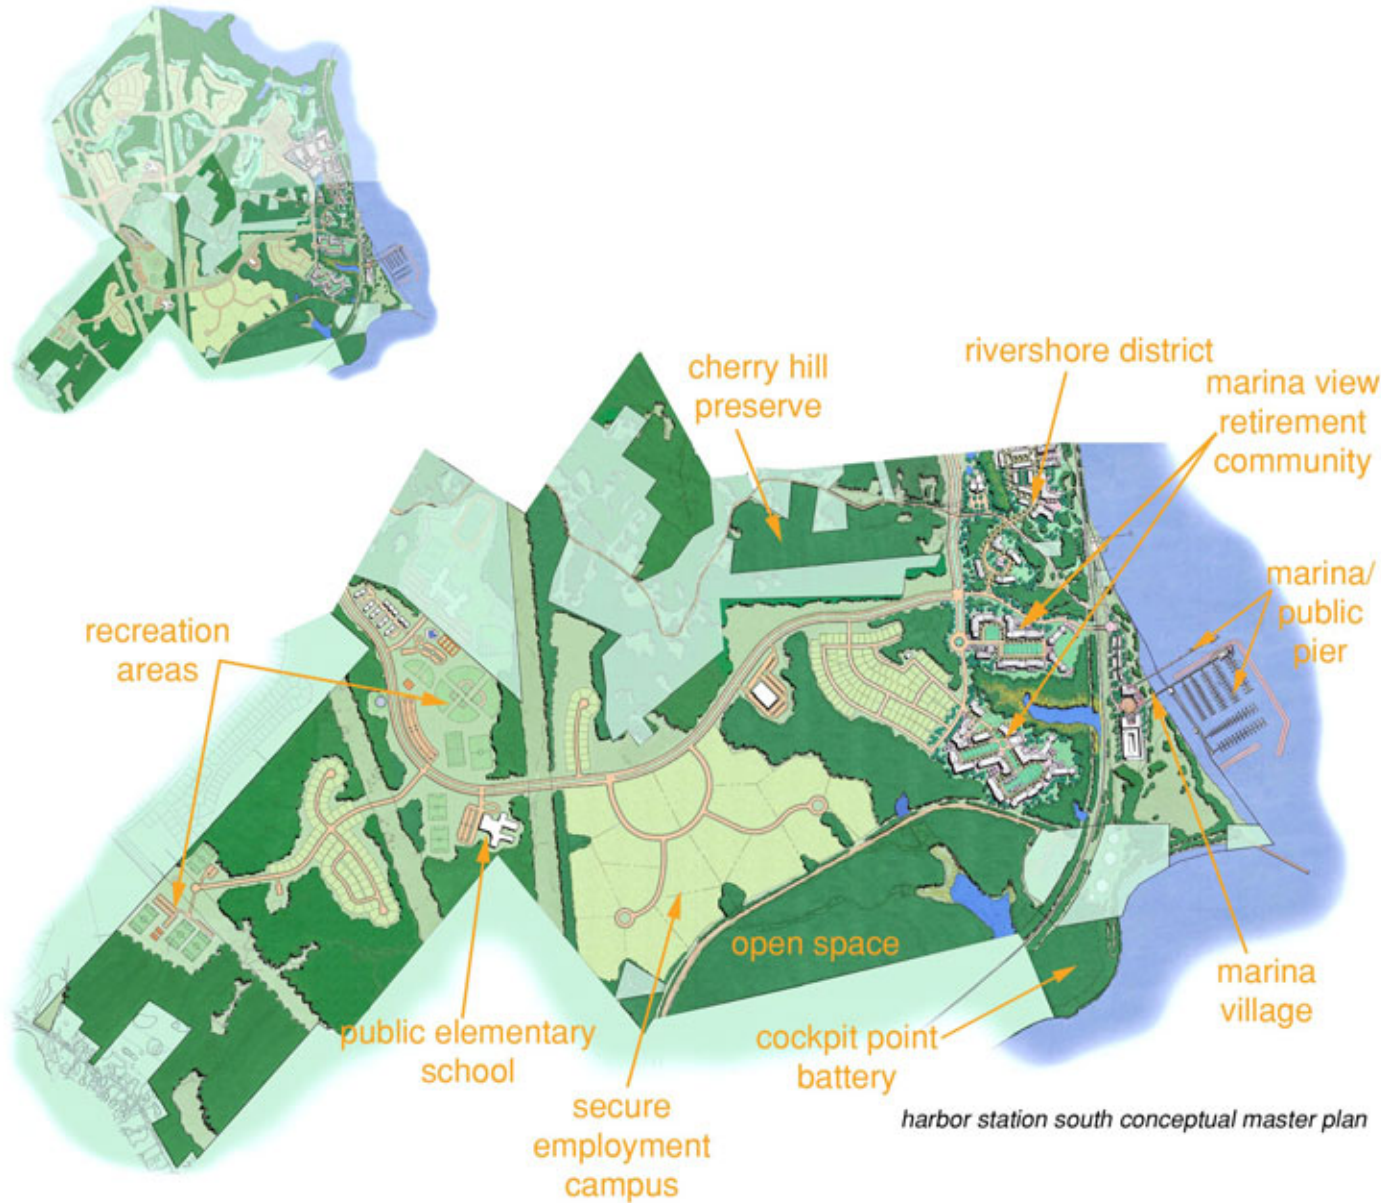 rivershore district
cherry hill
preserve
marina view
retirement
community
marina/
public
pier
recreation
areas
open space
marina
village
public elementary
school
cockpit point
battery
secure
employment
campus
harbor station south conceptual master plan